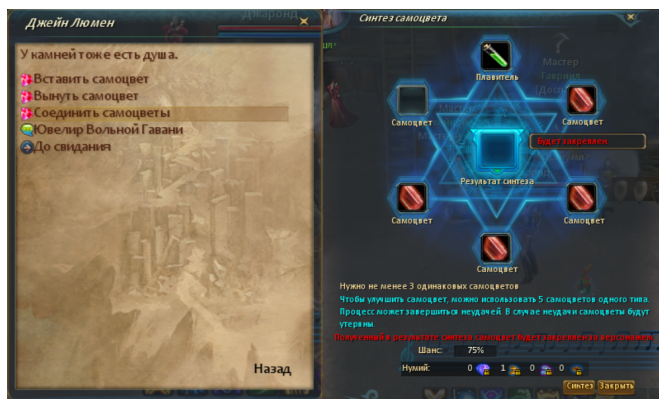 Джейн Люмен
У камней тоже есть душа.
Вставить самоцвет
Вынуть самоцвет
Соединить самоцветы
Ювелир Вольной Гавани
До свидания
Назад
Синтез самоцвета
Плавитель
Мастер
Гавриил
Самоцвет
Самоцвет
Будет закреплен
Результат синтеза
Самоцвет
Самоцвет
Самоцвет
Нужно не менее 3 одинаковых самоцветов
Чтобы улучшить самоцвет, можно использовать 5 самоцветов одного типа.
Процесс может завершиться неудачей. В случае неудачи самоцветы будут
утеряны.
Полученный в результате синтеза самоцвет будет закреплен за персонажем.
Шанс: 75%
Нумий: 0 1 0 0
Синтез Закрыть